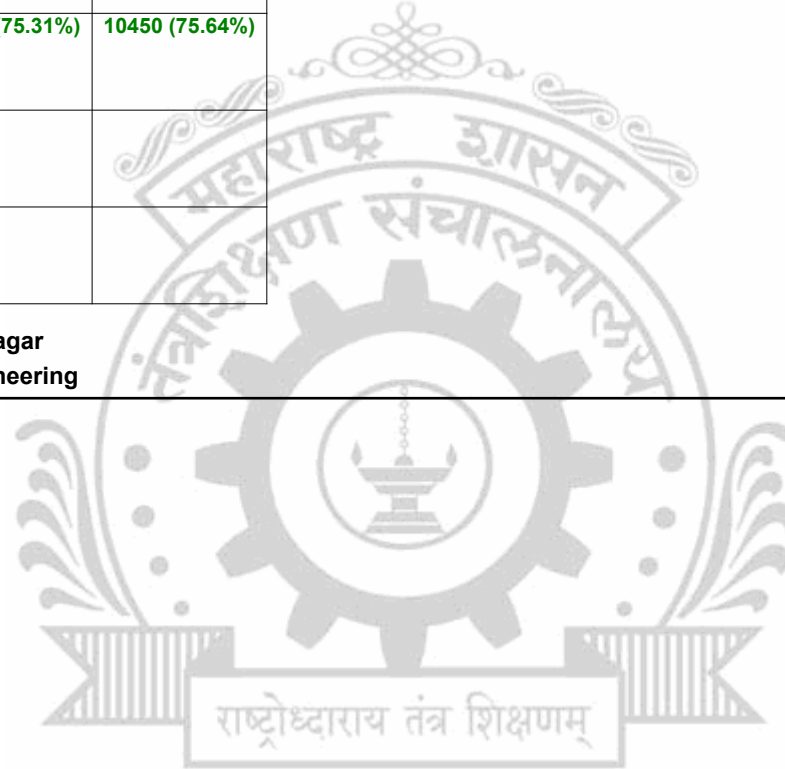 75.31%) 10450 (75.64%)
महाराष्ट्र शासन
तंत्रशिक्षण संचालनालय
agar
neering
राष्ट्रोध्दाराय तंत्र शिक्षणम्